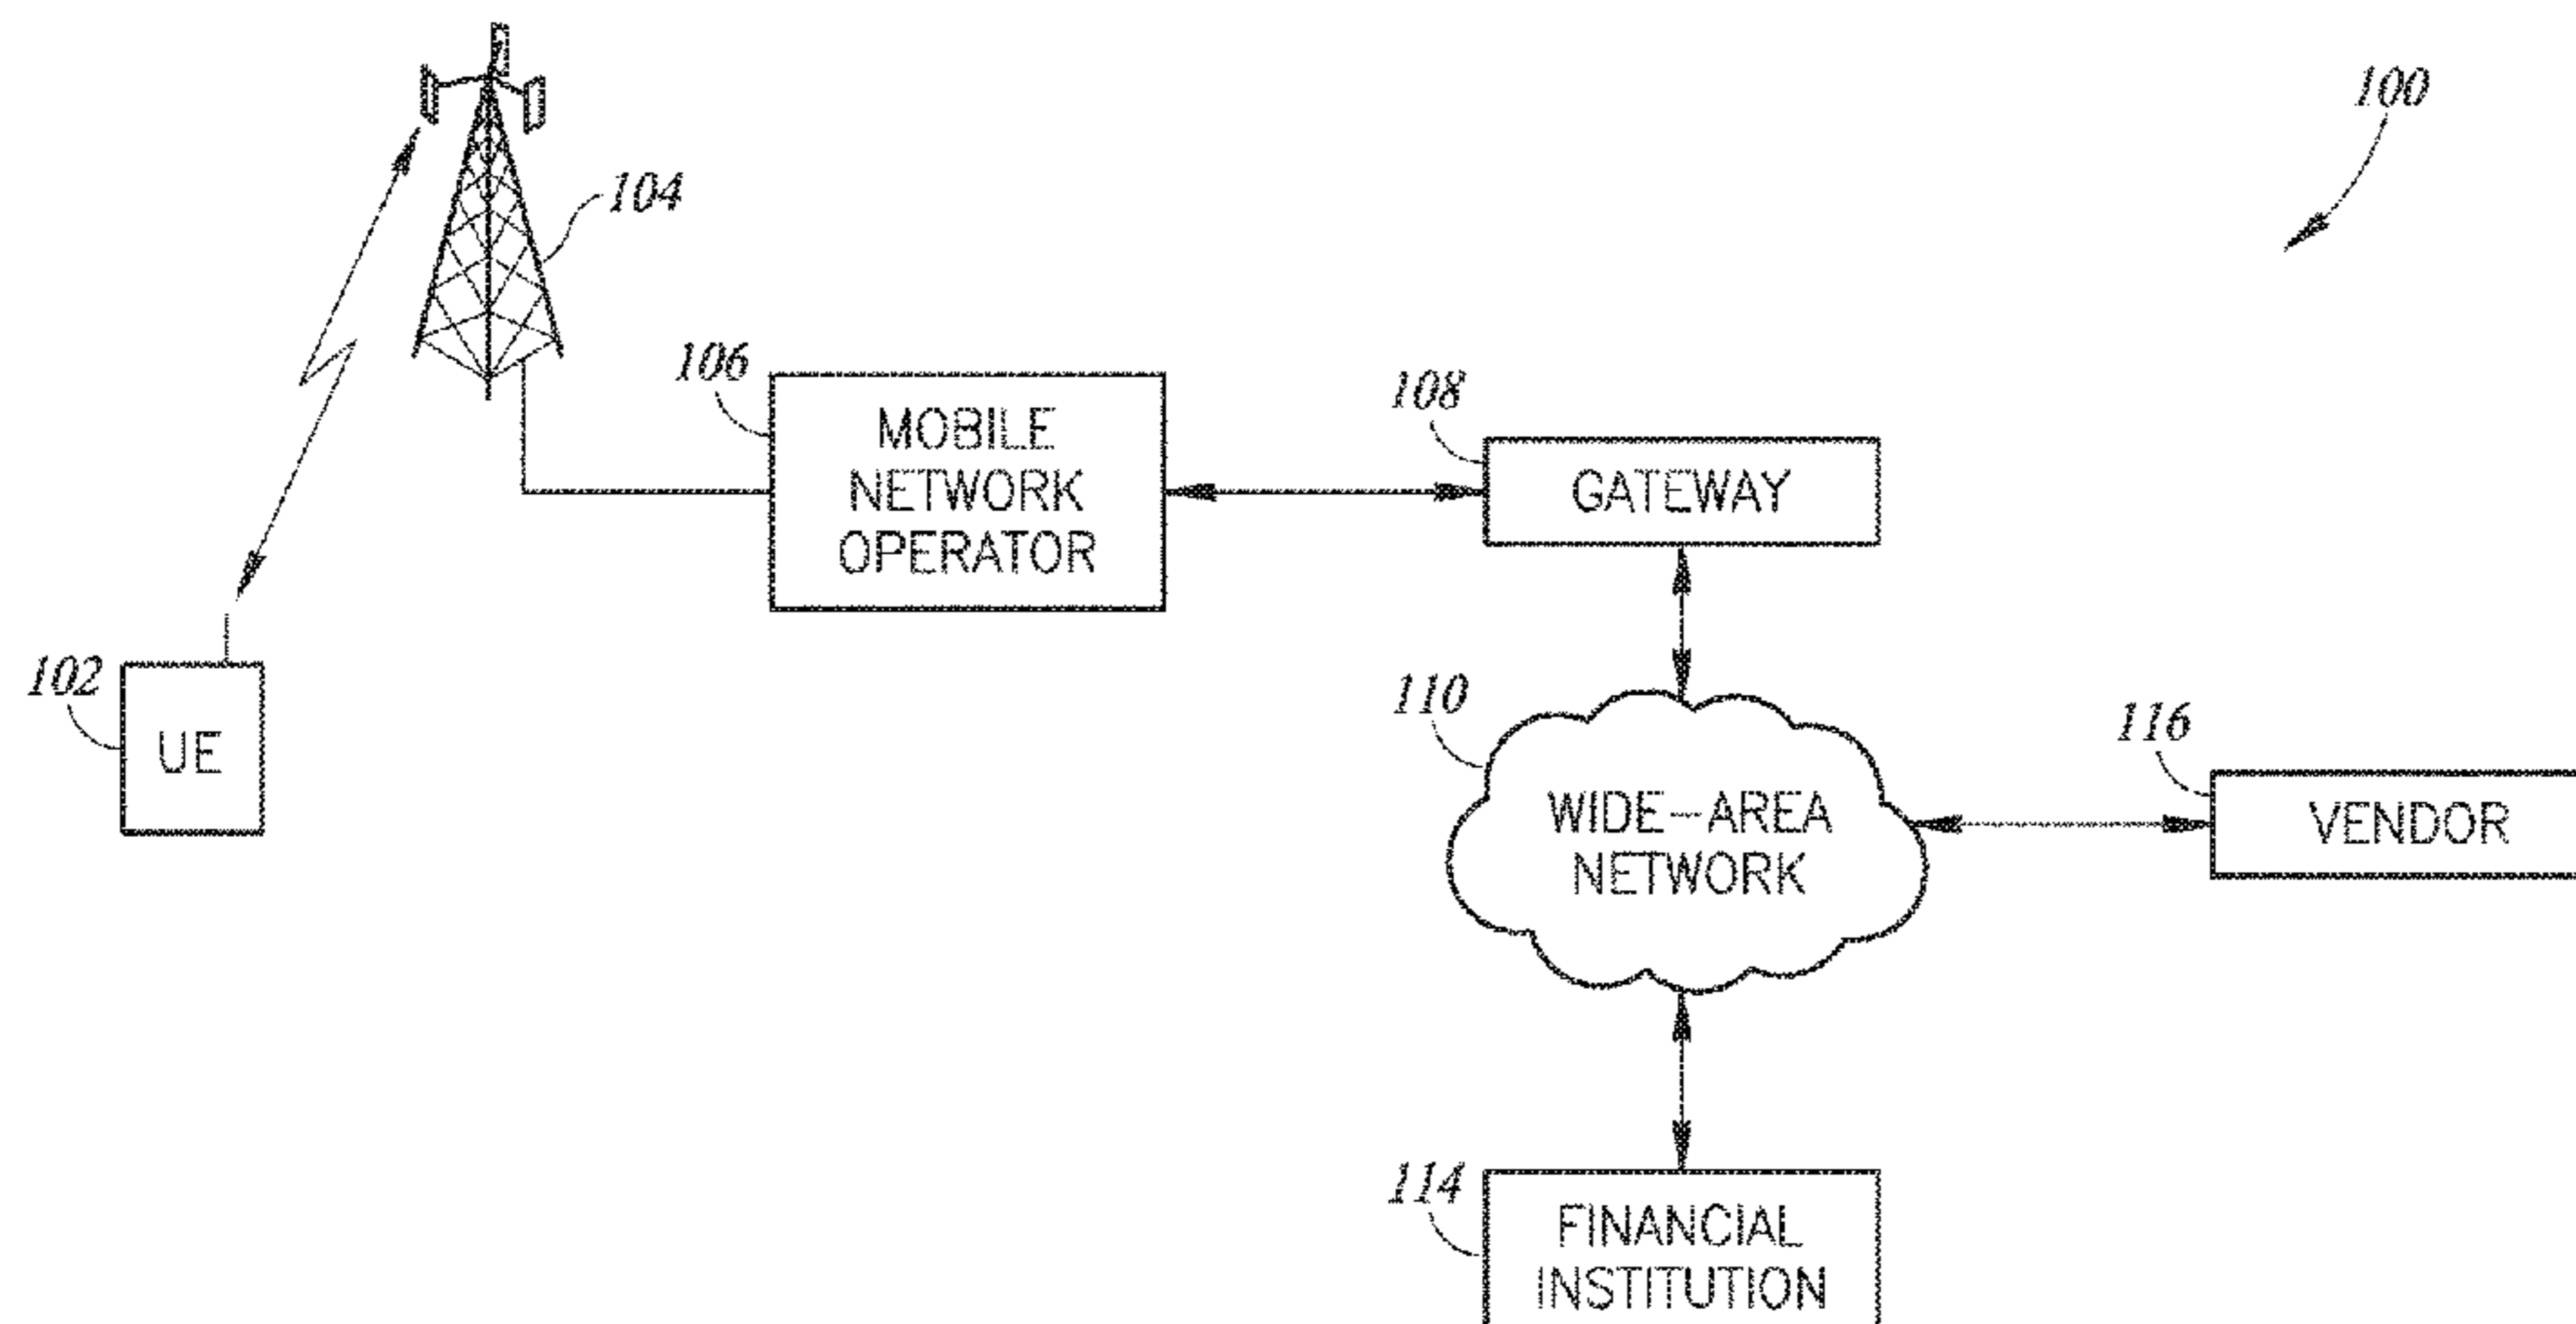 100
104
106
MOBILE
NETWORK
OPERATOR
108
GATEWAY
102
UE
110
WIDE-AREA
NETWORK
116
VENDOR
114
FINANCIAL
INSTITUTION